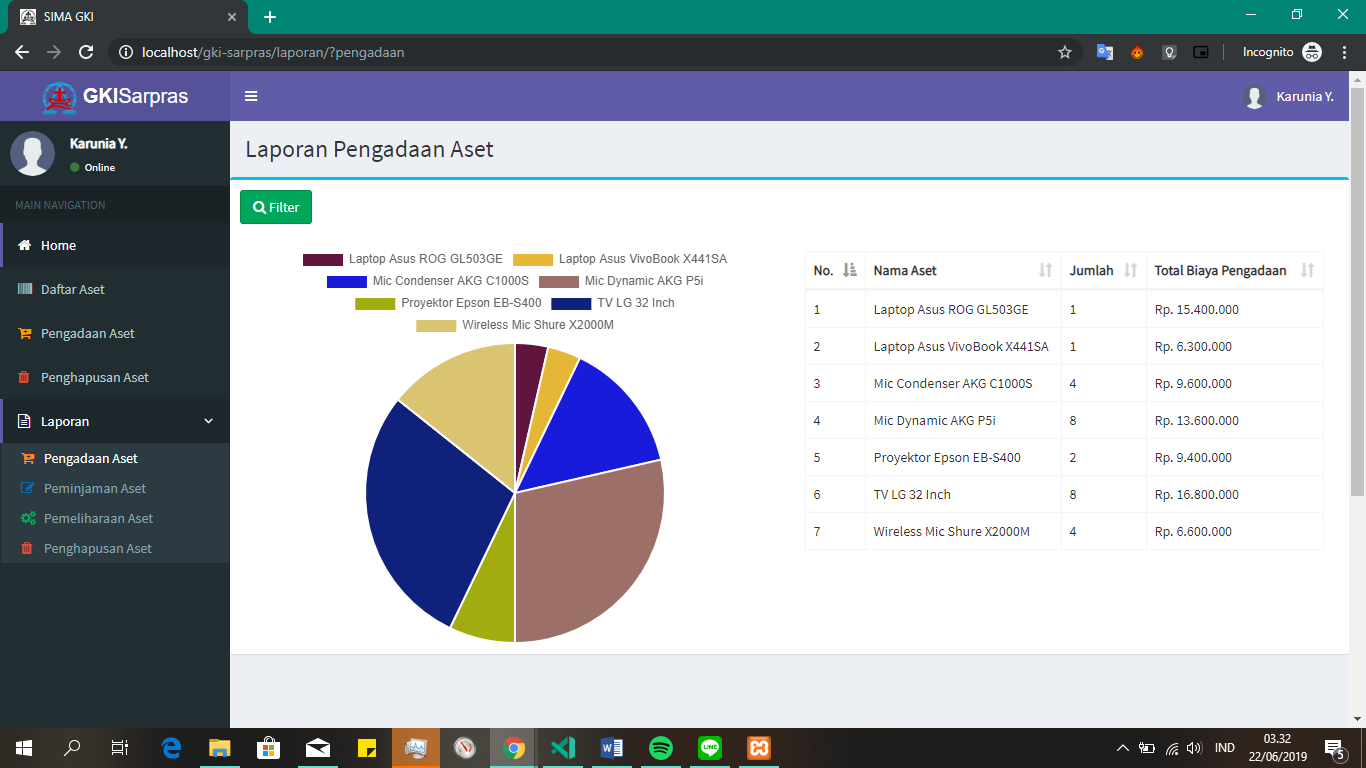 SIMA GKI
localhost/gki-sarpras/laporan/?pengadaan
Incognito
GKISarpras
Karunia Y.
Karunia Y.
Online
MAIN NAVIGATION
Home
Daftar Aset
Pengadaan Aset
Penghapusan Aset
Laporan
Pengadaan Aset
Peminjaman Aset
Pemeliharaan Aset
Penghapusan Aset
Laporan Pengadaan Aset
Filter
Laptop Asus ROG GL503GE Laptop Asus VivoBook X441SA
Mic Condenser AKG C1000S Mic Dynamic AKG P5i
Proyektor Epson EB-S400 TV LG 32 Inch
Wireless Mic Shure X2000M
No. Nama Aset Jumlah Total Biaya Pengadaan
1 Laptop Asus ROG GL503GE 1 Rp. 15.400.000
2 Laptop Asus VivoBook X441SA 1 Rp. 6.300.000
3 Mic Condenser AKG C1000S 4 Rp. 9.600.000
4 Mic Dynamic AKG P5i 8 Rp. 13.600.000
5 Proyektor Epson EB-S400 2 Rp. 9.400.000
6 TV LG 32 Inch 8 Rp. 16.800.000
7 Wireless Mic Shure X2000M 4 Rp. 6.600.000
IND
03.32
22/06/2019
5